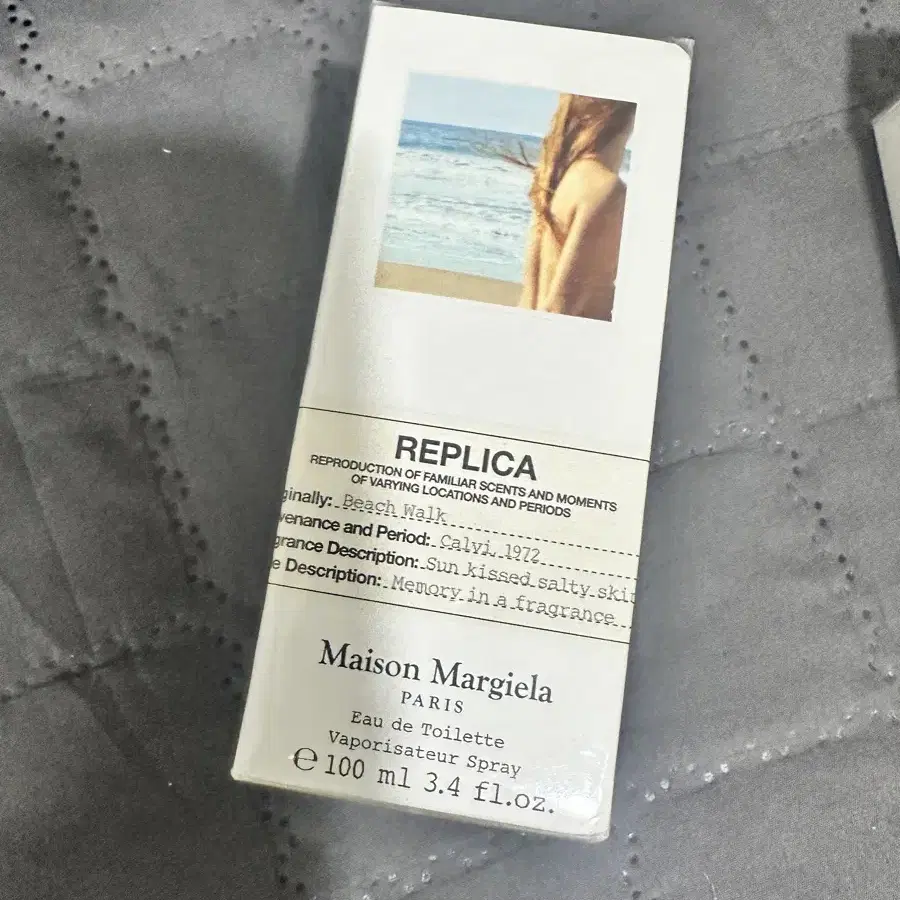 REPLICA
REPRODUCTION OF FAMILIAR SCENTS AND MOMENTS
OF VARYING LOCATIONS AND PERIODS
ginally: Beach Walk
venance and Period: Calvi, 1972
grance Description: Sun kissed salty skin
e Description: Memory in a fragrance
Maison Margiela
PARIS
Eau de Toilette
Vaporisateur Spray
℮ 100 ml 3.4 fl.oz.